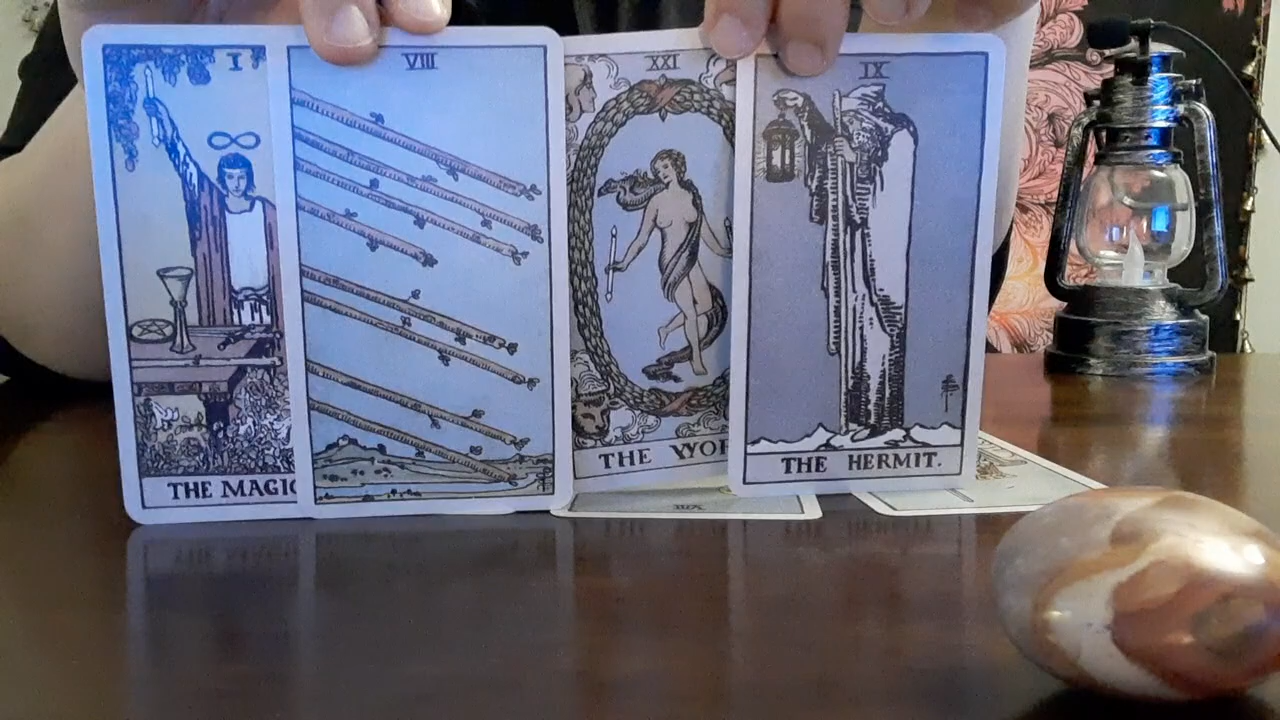 I
VIII
XXI
IX
THE MAGIC
THE WOR
THE HERMIT.